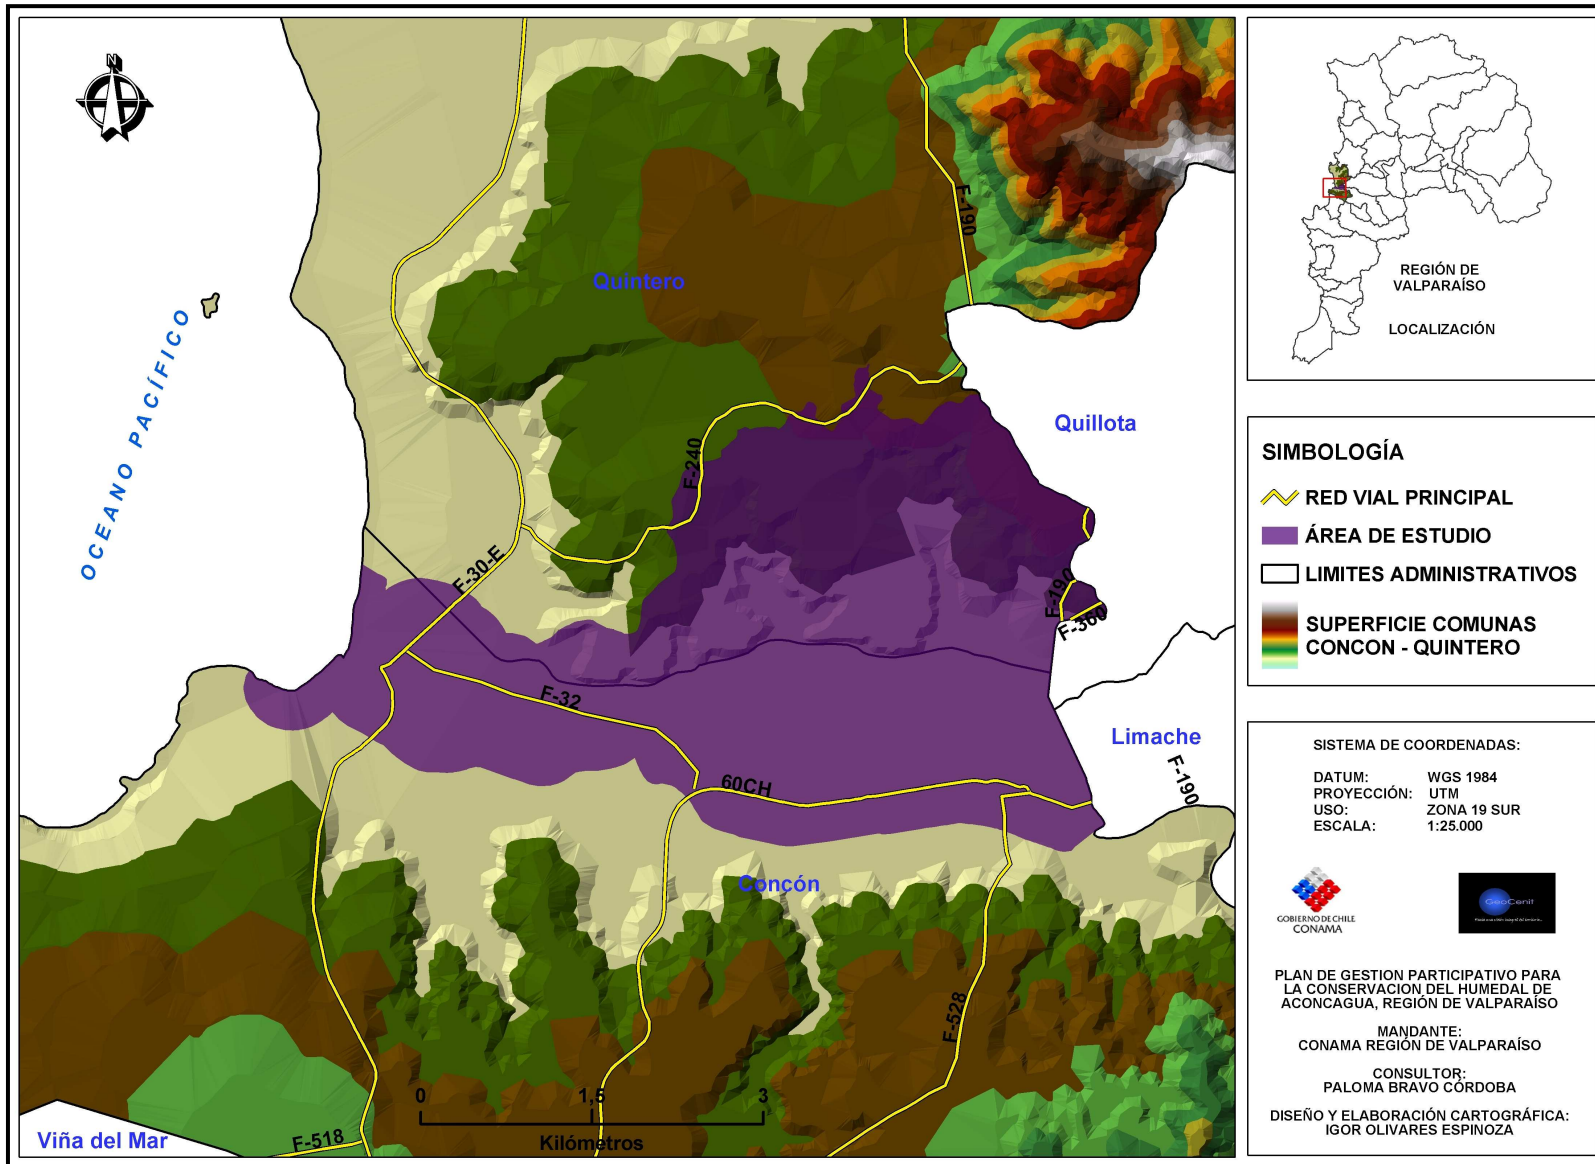 N
OCEANO PACÍFICO
Quintero
F-190
Quillota
F-240
F-30-E
F-190
F-360
F-32
Limache
F-190
60CH
Concón
F-528
0 1,5 3
Kilómetros
Viña del Mar
F-518
REGIÓN DE
VALPARAÍSO
LOCALIZACIÓN
SIMBOLOGÍA
RED VIAL PRINCIPAL
ÁREA DE ESTUDIO
LIMITES ADMINISTRATIVOS
SUPERFICIE COMUNAS
CONCON - QUINTERO
SISTEMA DE COORDENADAS:
DATUM: WGS 1984
PROYECCIÓN: UTM
USO: ZONA 19 SUR
ESCALA: 1:25.000
GOBIERNO DE CHILE
CONAMA
GeoCenit
PLAN DE GESTION PARTICIPATIVO PARA
LA CONSERVACION DEL HUMEDAL DE
ACONCAGUA, REGIÓN DE VALPARAÍSO
MANDANTE:
CONAMA REGIÓN DE VALPARAÍSO
CONSULTOR:
PALOMA BRAVO CÓRDOBA
DISEÑO Y ELABORACIÓN CARTOGRÁFICA:
IGOR OLIVARES ESPINOZA